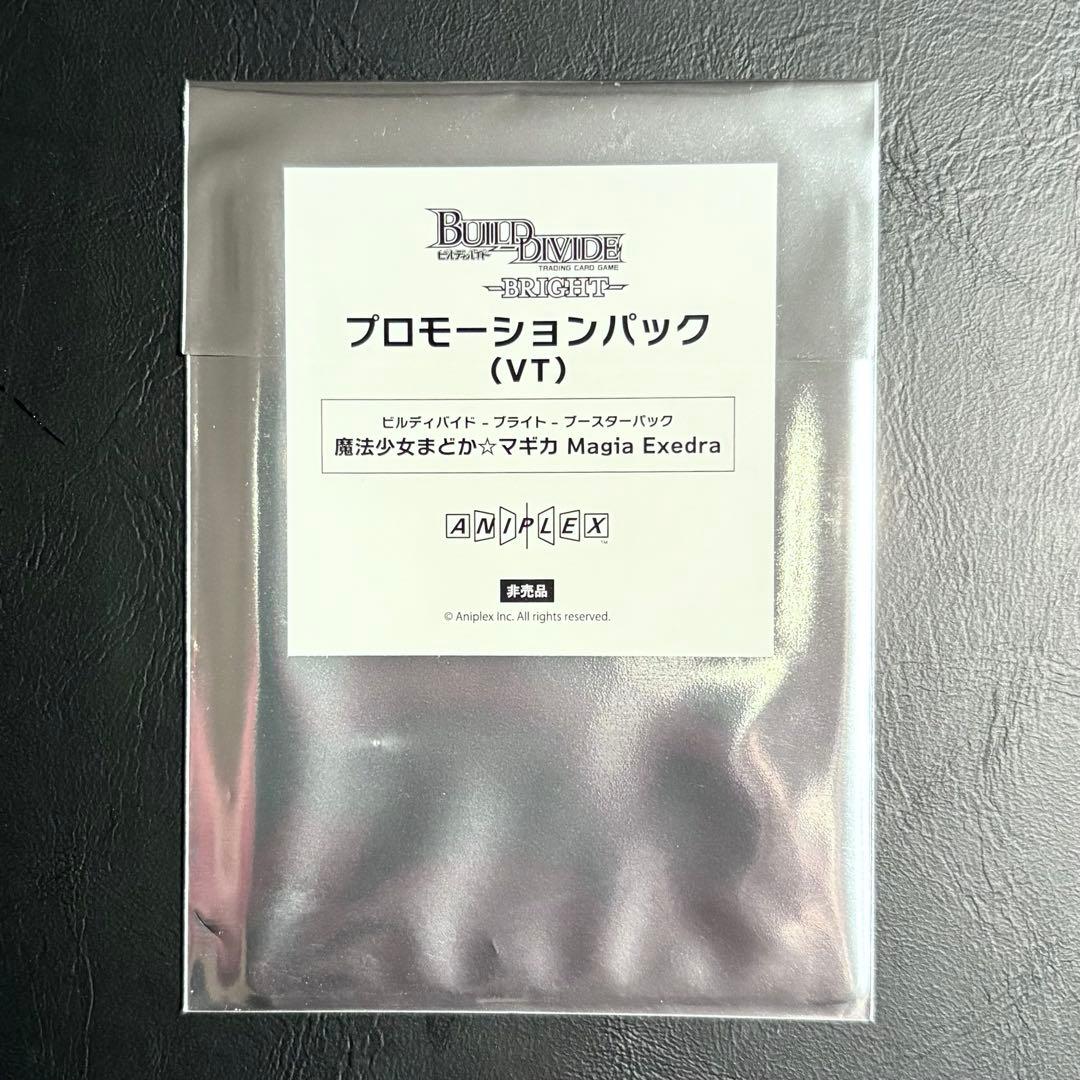 BUILD DIVIDE
ビルディバイド
TRADING CARD GAME
-BRIGHT-
プロモーションパック
(VT)
ビルディバイド - ブライト - ブースターパック
魔法少女まどか☆マギカ Magia Exedra
ANIPLEX™
非売品
© Aniplex Inc. All rights reserved.